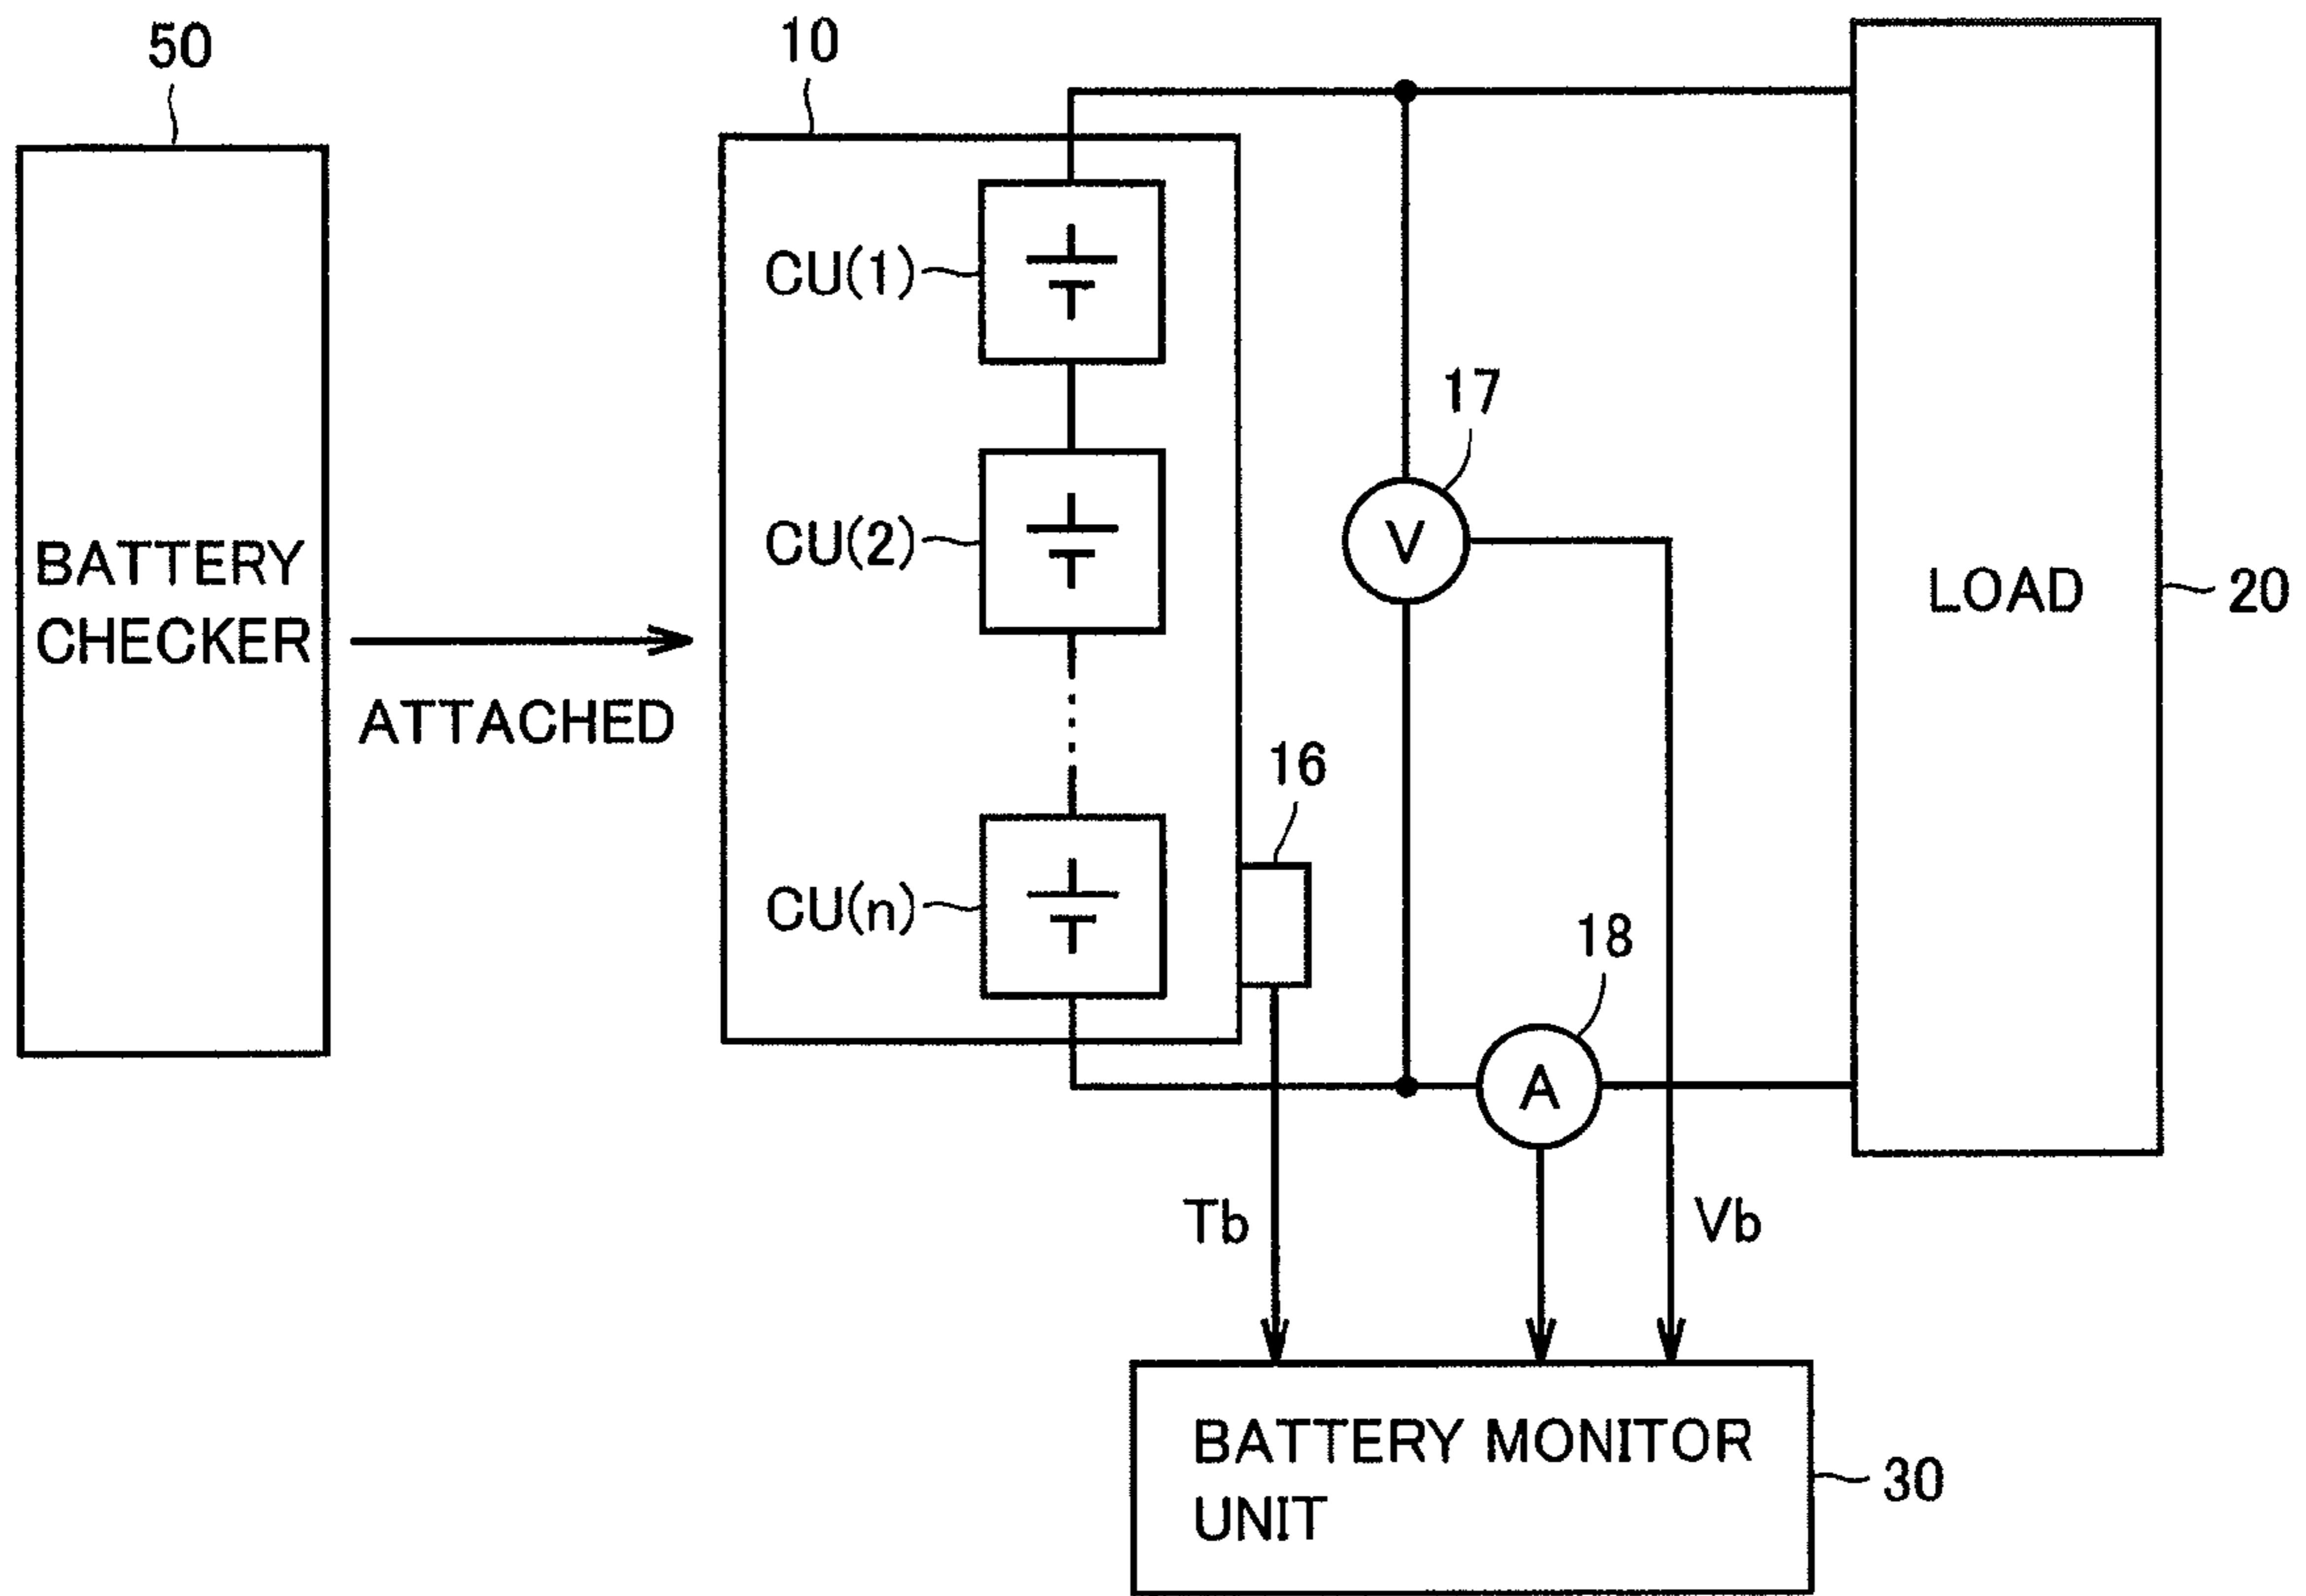 50
10
CU(1)
17
CU(2)
V
BATTERY
CHECKER
LOAD
20
ATTACHED
16
CU(n)
18
A
Tb
Vb
BATTERY MONITOR
UNIT
30